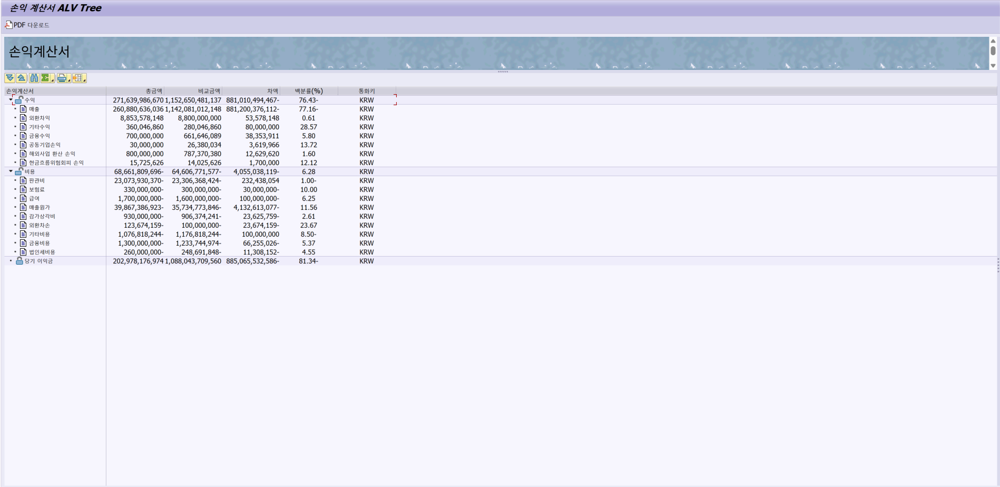 손익 계산서 ALV Tree
PDF 다운로드
손익계산서
손익계산서 총금액 비교금액 차액 백분률(%) 통화키
수익 271,639,986,670 1,152,650,481,137 881,010,494,467- 76.43- KRW
매출 260,880,636,036 1,142,081,012,148 881,200,376,112- 77.16- KRW
외환차익 8,853,578,148 8,800,000,000 53,578,148 0.61 KRW
기타수익 360,046,860 280,046,860 80,000,000 28.57 KRW
금융수익 700,000,000 661,646,089 38,353,911 5.80 KRW
공동기업손익 30,000,000 26,380,034 3,619,966 13.72 KRW
해외사업 환산 손익 800,000,000 787,370,380 12,629,620 1.60 KRW
현금흐름위험회피 손익 15,725,626 14,025,626 1,700,000 12.12 KRW
비용 68,661,809,696- 64,606,771,577- 4,055,038,119- 6.28 KRW
판관비 23,073,930,370- 23,306,368,424- 232,438,054 1.00- KRW
보험료 330,000,000- 300,000,000- 30,000,000- 10.00 KRW
급여 1,700,000,000- 1,600,000,000- 100,000,000- 6.25 KRW
매출원가 39,867,386,923- 35,734,773,846- 4,132,613,077- 11.56 KRW
감가상각비 930,000,000- 906,374,241- 23,625,759- 2.61 KRW
외환차손 123,674,159- 100,000,000- 23,674,159- 23.67 KRW
기타비용 1,076,818,244- 1,176,818,244- 100,000,000 8.50- KRW
금융비용 1,300,000,000- 1,233,744,974- 66,255,026- 5.37 KRW
법인세비용 260,000,000- 248,691,848- 11,308,152- 4.55 KRW
당기 이익금 202,978,176,974 1,088,043,709,560 885,065,532,586- 81.34- KRW